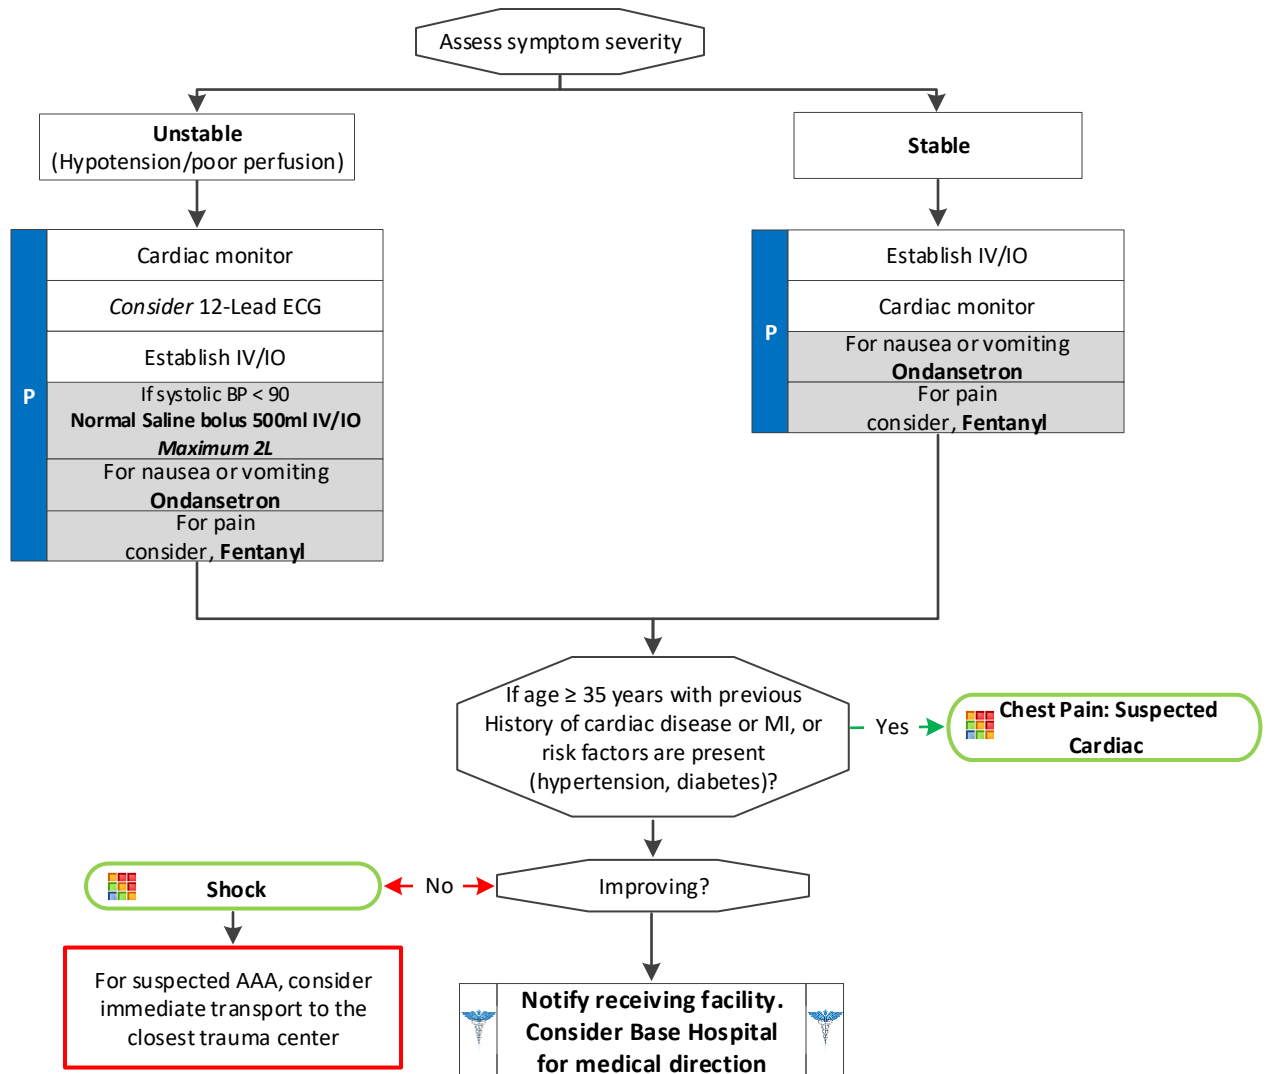 Assess symptom severity
Unstable
(Hypotension/poor perfusion)
Stable
P
Cardiac monitor
Consider 12-Lead ECG
Establish IV/IO
If systolic BP < 90
Normal Saline bolus 500ml IV/IO
Maximum 2L
For nausea or vomiting
Ondansetron
For pain
consider, Fentanyl
P
Establish IV/IO
Cardiac monitor
For nausea or vomiting
Ondansetron
For pain
consider, Fentanyl
If age ≥ 35 years with previous
History of cardiac disease or MI, or
risk factors are present
(hypertension, diabetes)?
Yes
Chest Pain: Suspected
Cardiac
Improving?
No
Shock
For suspected AAA, consider
immediate transport to the
closest trauma center
Notify receiving facility.
Consider Base Hospital
for medical direction